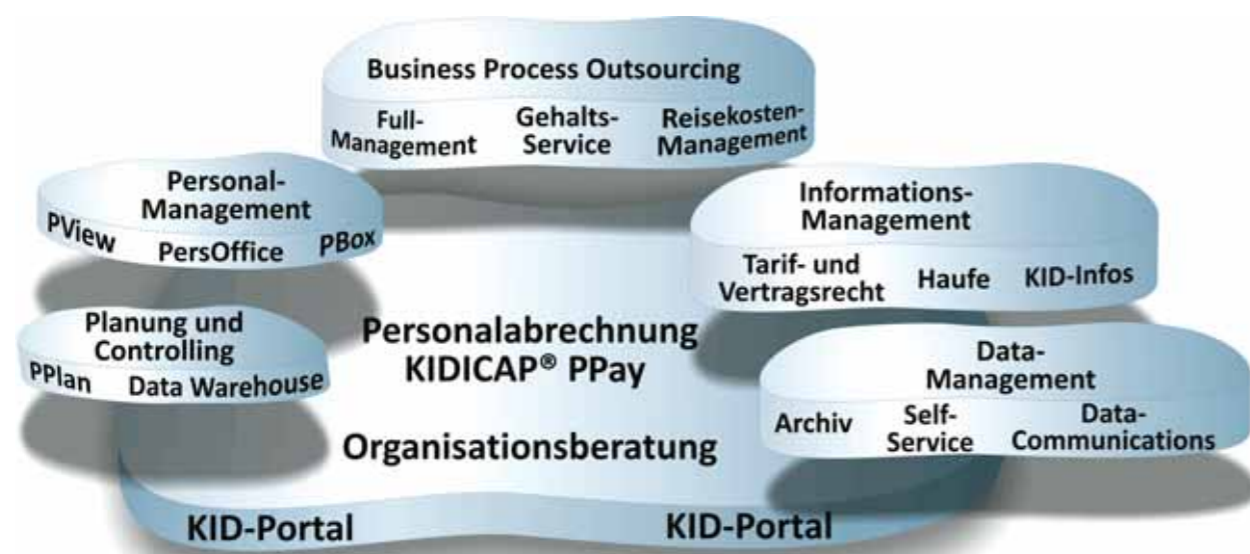 Business Process Outsourcing
Full-
Management
Gehalts-
Service
Reisekosten-
Management
Personal-
Management
PView
PersOffice
PBox
Informations-
Management
Tarif- und
Vertragsrecht
Haufe
KID-Infos
Planung und
Controlling
PPlan
Data Warehouse
Personalabrechnung
KIDICAP® PPay
Organisationsberatung
Data-
Management
Archiv
Self-
Service
Data-
Communications
KID-Portal
KID-Portal